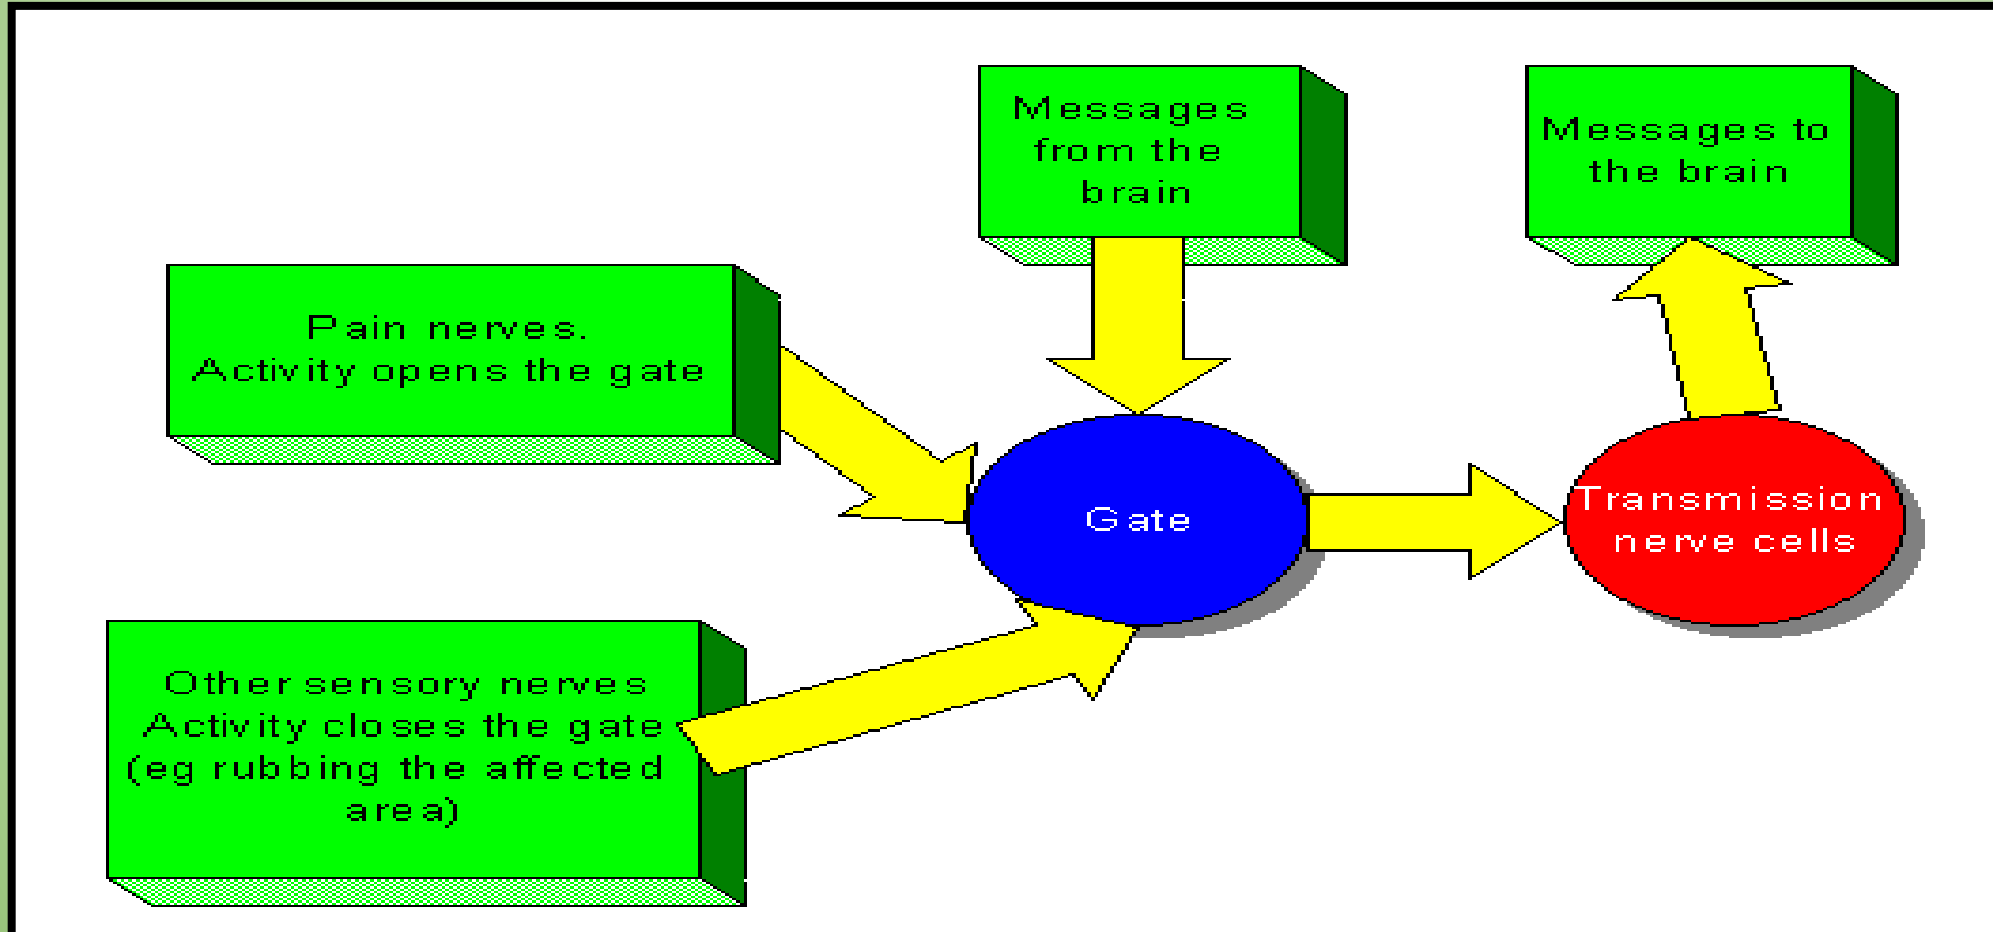 Messages
from the
brain
Messages to
the brain
Pain nerves.
Activity opens the gate
Gate
Transmission
nerve cells
Other sensory nerves
Activity closes the gate
(eg rubbing the affected
area)